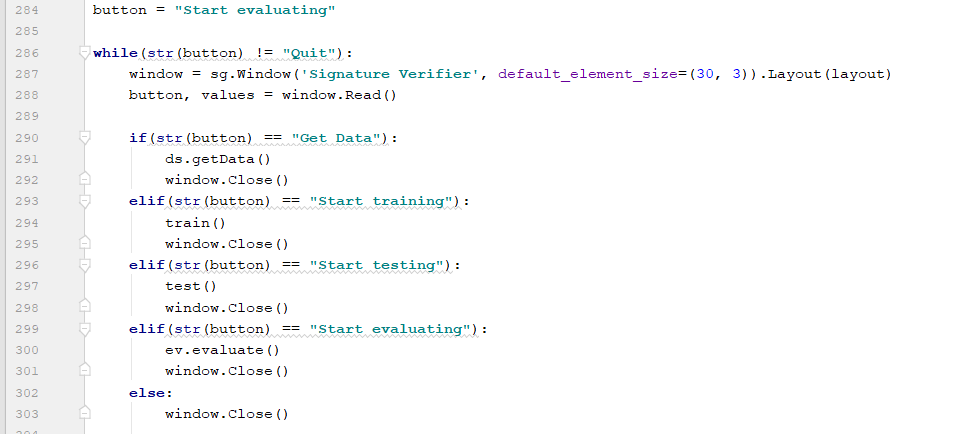 284 button = "Start evaluating"
285
286 while(str(button) != "Quit"):
287 window = sg.Window('Signature Verifier', default_element_size=(30, 3)).Layout(layout)
288 button, values = window.Read()
289
290 if(str(button) == "Get Data"):
291 ds.getData()
292 window.Close()
293 elif(str(button) == "Start training"):
294 train()
295 window.Close()
296 elif(str(button) == "Start testing"):
297 test()
298 window.Close()
299 elif(str(button) == "Start evaluating"):
300 ev.evaluate()
301 window.Close()
302 else:
303 window.Close()